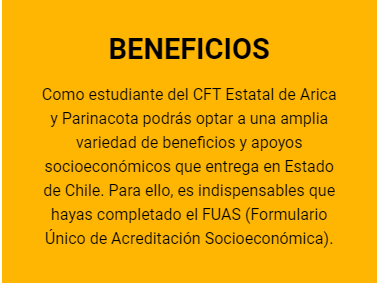 BENEFICIOS
Como estudiante del CFT Estatal de Arica
y Parinacota podrás optar a una amplia
variedad de beneficios y apoyos
socioeconómicos que entrega en Estado
de Chile. Para ello, es indispensables que
hayas completado el FUAS (Formulario
Único de Acreditación Socioeconómica).